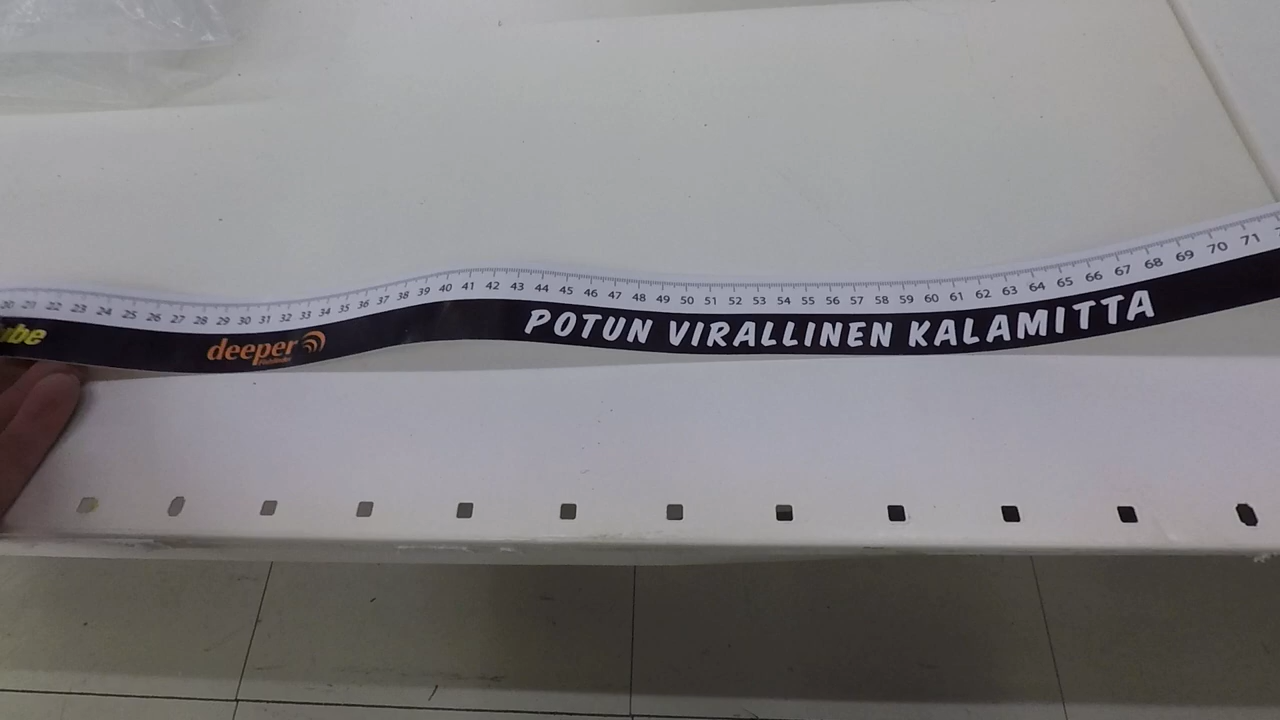 20 21 22 23 24 25 26 27 28 29 30 31 32 33 34 35 36 37 38 39 40 41 42 43 44 45 46 47 48 49 50 51 52 53 54 55 56 57 58 59 60 61 62 63 64 65 66 67 68 69 70 71
deeper
POTUN VIRALLINEN KALAMITTA